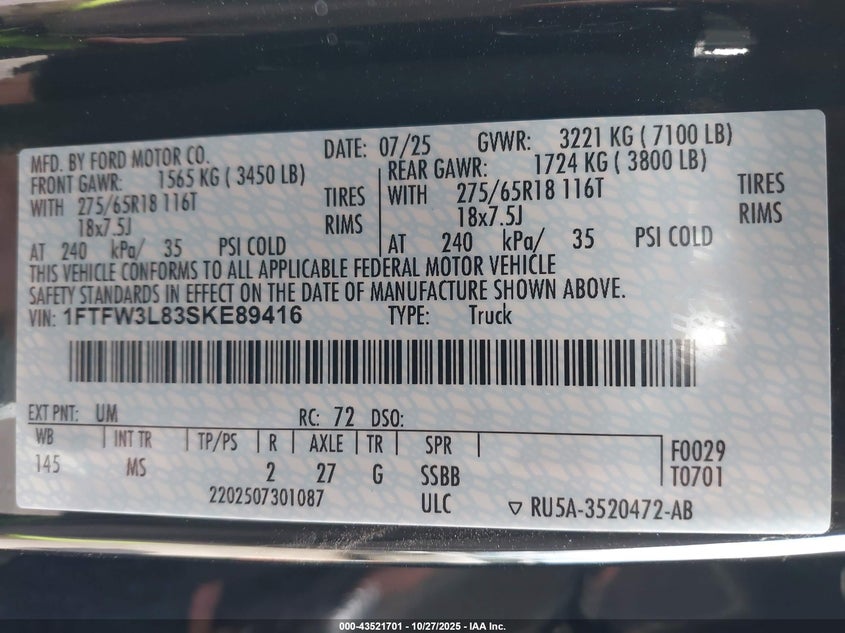 MFD. BY FORD MOTOR CO. DATE: 07/25 GVWR: 3221 KG ( 7100 LB)
FRONT GAWR: 1565 KG ( 3450 LB) REAR GAWR: 1724 KG ( 3800 LB)
WITH 275/65R18 116T TIRES WITH 275/65R18 116T TIRES
18x7.5J RIMS 18x7.5J RIMS
AT 240 kPa/ 35 PSI COLD AT 240 kPa/ 35 PSI COLD
THIS VEHICLE CONFORMS TO ALL APPLICABLE FEDERAL MOTOR VEHICLE
SAFETY STANDARDS IN EFFECT ON THE DATE OF MANUFACTURE SHOWN ABOVE.
VIN: 1FTFW3L83SKE89416 TYPE: Truck
EXT PNT: UM RC: 72 DSO:
WB INT TR TP/PS R AXLE TR SPR F0029
145 MS 2 27 G SSBB T0701
2202507301087 ULC ▽ RU5A-3520472-AB
000-43521701 - 10/27/2025 - IAA Inc.